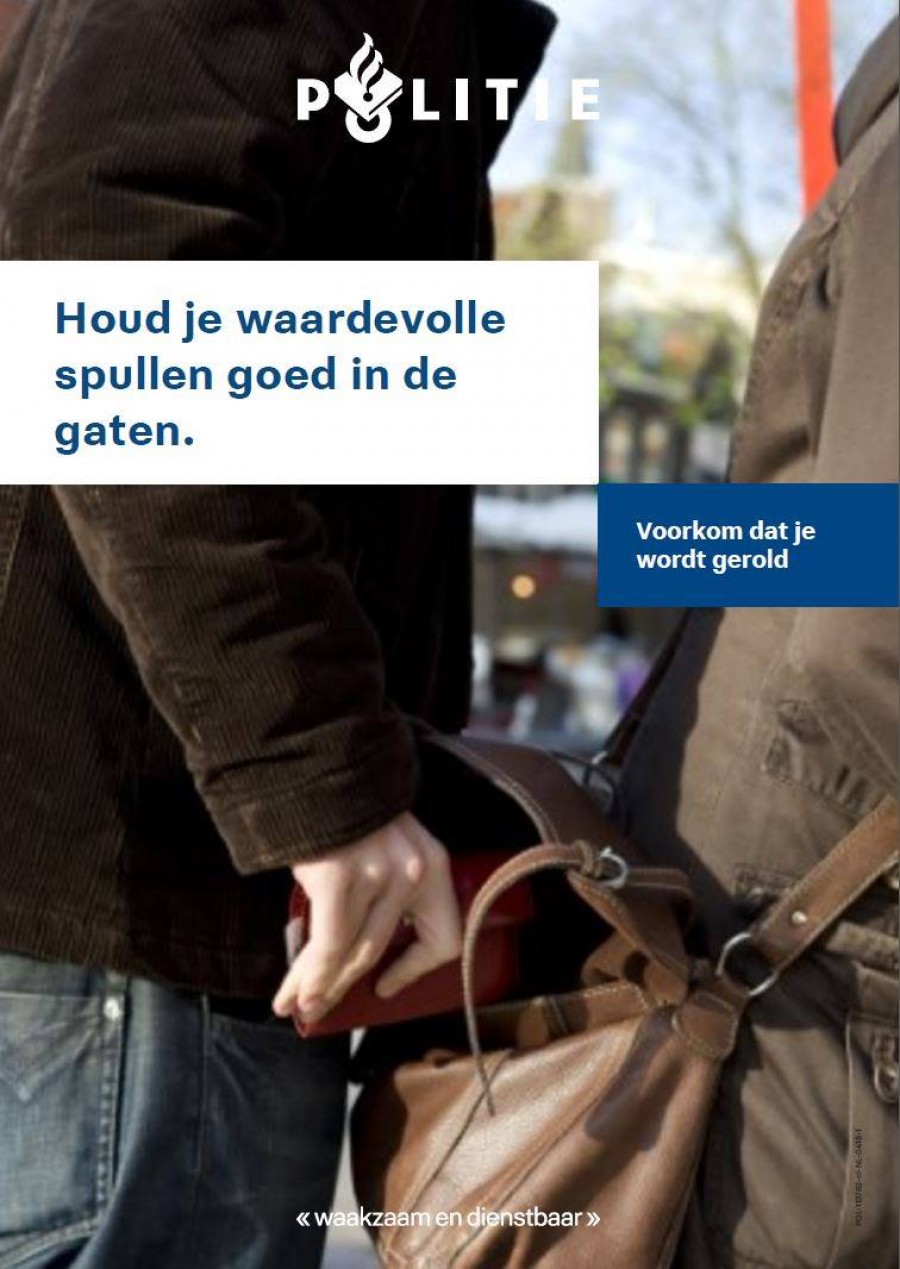 POLITIE
Houd je waardevolle
spullen goed in de
gaten.
Voorkom dat je
wordt gerold
« waakzaam en dienstbaar »